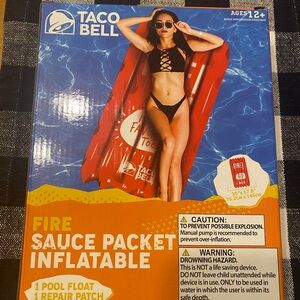 TACO
BELL
AGES 12+
TACO
BELL
FIRE
SAUCE PACKET
INFLATABLE
1 POOL FLOAT
1 REPAIR PATCH
CAUTION:
TO PREVENT POSSIBLE EXPLOSION.
Manual pump is recommended to
prevent over-inflation.
WARNING:
DROWNING HAZARD.
This is NOT a life saving device.
DO NOT leave child unattended while
device is in use. ONLY to be used in
water in which the user is within its
safe depth.